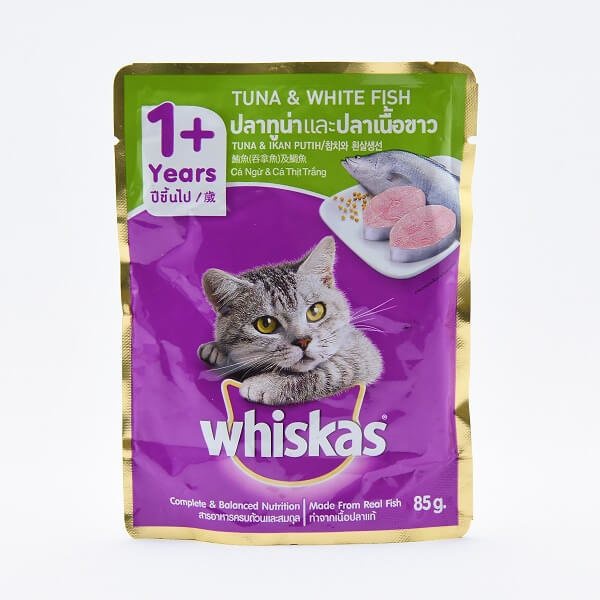 1+
Years
ปีขึ้นไป / 歲
TUNA & WHITE FISH
ปลาทูน่าและปลาเนื้อขาว
TUNA & IKAN PUTIH/참치와 흰살생선
鮪魚(吞拿魚)及鯛魚
Cá Ngừ & Cá Thịt Trắng
whiskas®
Complete & Balanced Nutrition
สารอาหารครบถ้วนและสมดุล
Made From Real Fish
ทำจากเนื้อปลาแท้
85 g.